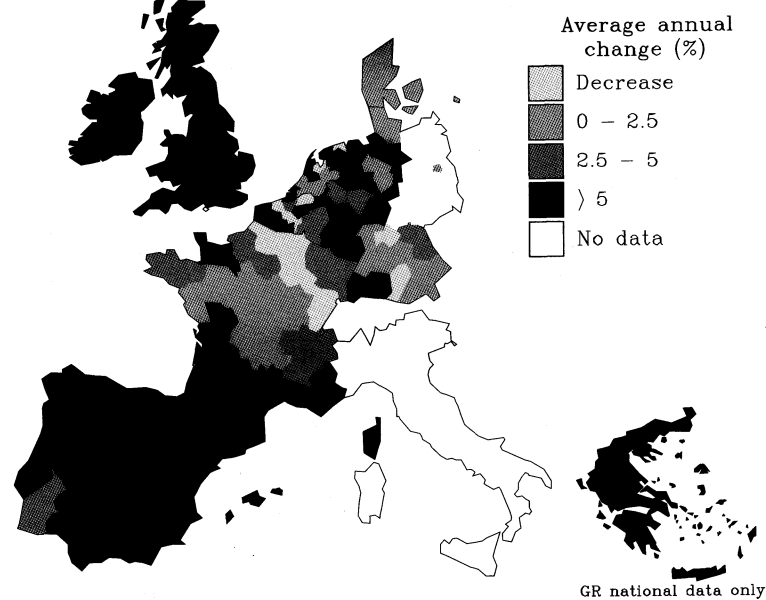 Average annual
change (%)
Decrease
0 – 2.5
2.5 – 5
⟩ 5
No data
GR national data only